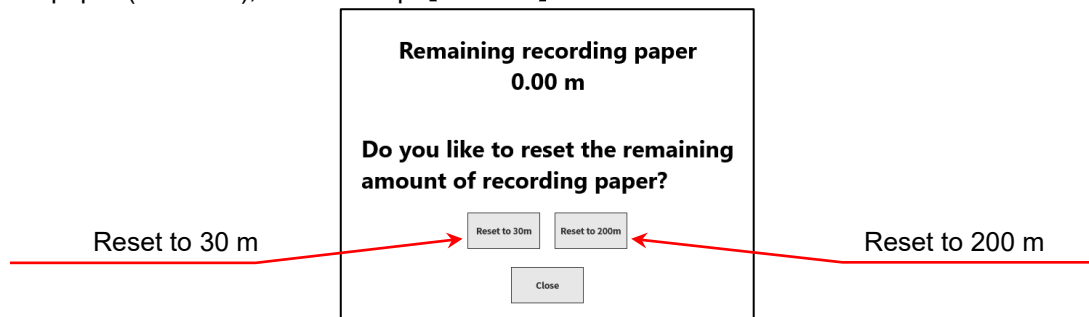 Remaining recording paper
0.00 m
Do you like to reset the remaining
amount of recording paper?
Reset to 30m Reset to 200m
Reset to 30 m
Reset to 200 m
Close